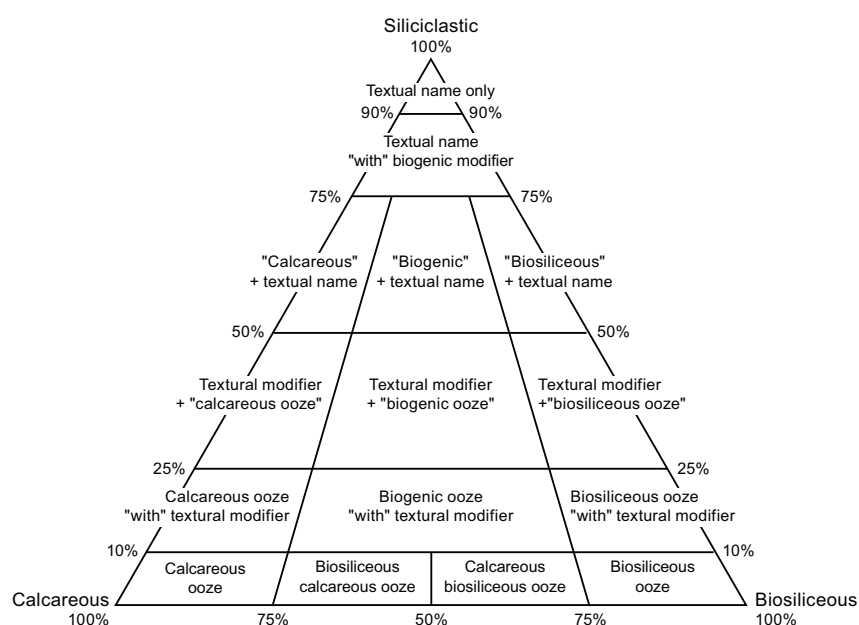 Siliciclastic
100%
Textual name only
90% 90%
Textual name
"with" biogenic modifier
75% 75%
"Calcareous" "Biogenic" "Biosiliceous"
+ textual name + textual name + textual name
50% 50%
Textural modifier Textural modifier Textural modifier
+ "calcareous ooze" + "biogenic ooze" +"biosiliceous ooze"
25% 25%
Calcareous ooze Biogenic ooze Biosiliceous ooze
"with" textural modifier "with" textural modifier "with" textural modifier
10% 10%
Calcareous Biosiliceous Calcareous Biosiliceous
ooze calcareous ooze biosiliceous ooze ooze
Calcareous Biosiliceous
100% 75% 50% 75% 100%